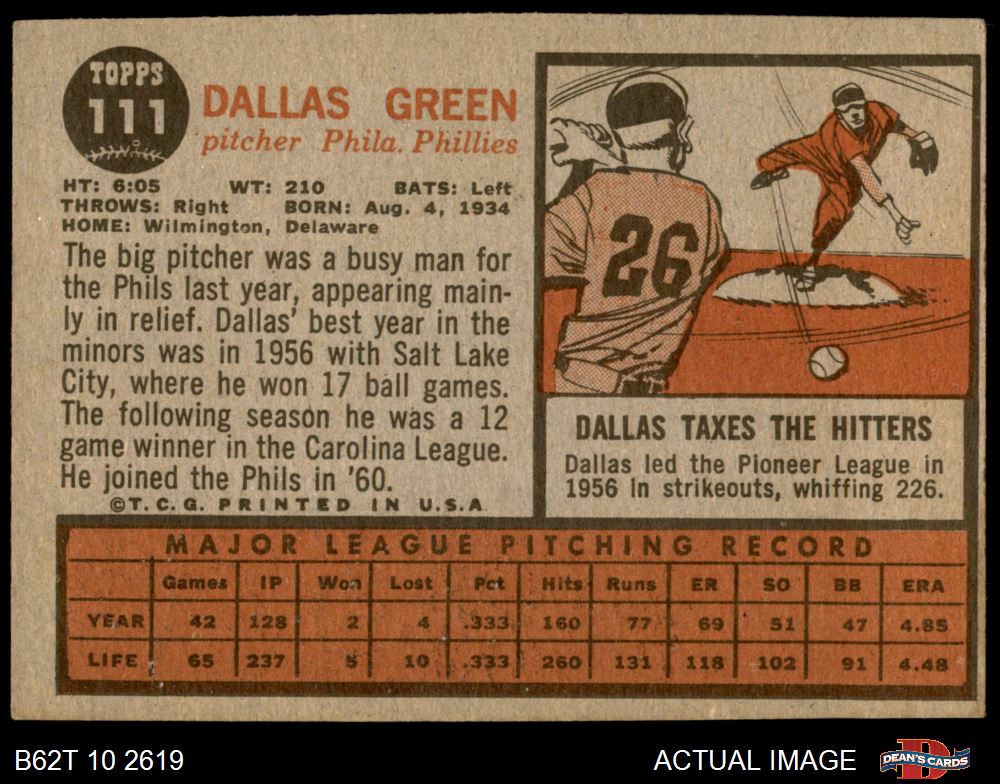 TOPPS
111
DALLAS GREEN
pitcher Phila. Phillies
HT: 6:05 WT: 210 BATS: Left
THROWS: Right BORN: Aug. 4, 1934
HOME: Wilmington, Delaware
The big pitcher was a busy man for
the Phils last year, appearing main-
ly in relief. Dallas' best year in the
minors was in 1956 with Salt Lake
City, where he won 17 ball games.
The following season he was a 12
game winner in the Carolina League.
He joined the Phils in '60.
©T.C.G. PRINTED IN U.S.A
26
DALLAS TAXES THE HITTERS
Dallas led the Pioneer League in
1956 in strikeouts, whiffing 226.
MAJOR LEAGUE PITCHING RECORD
Games IP Won Lost Pct Hits Runs ER SO BB ERA
YEAR 42 128 2 4 .333 160 77 69 51 47 4.85
LIFE 65 237 5 10 .333 260 131 118 102 91 4.48
B62T 10 2619 ACTUAL IMAGE
D
DEAN'S CARDS